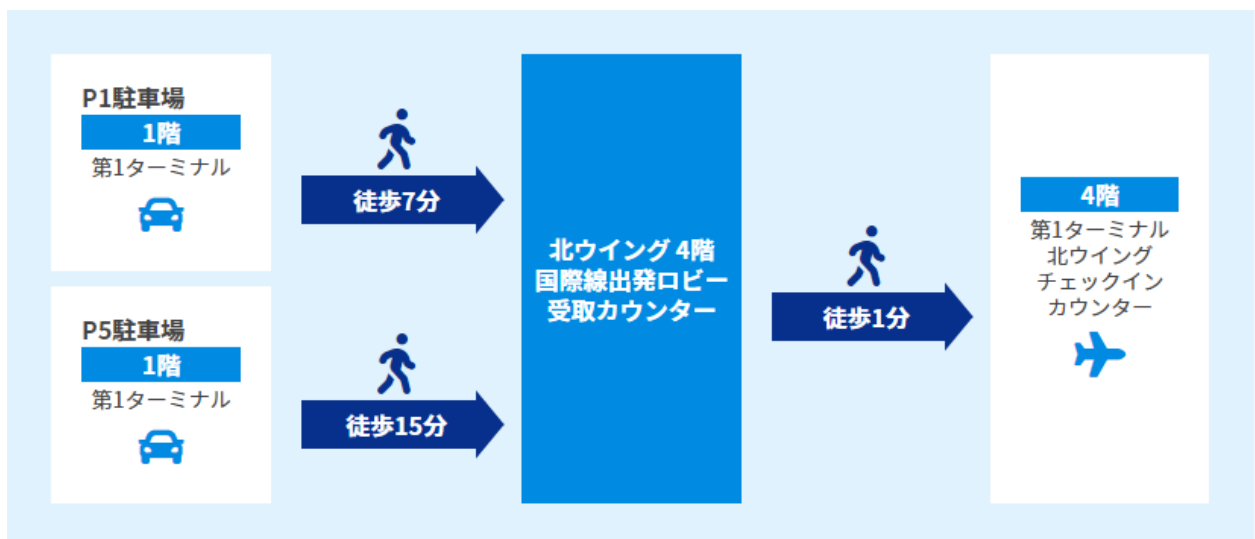 P1駐車場
1階
第1ターミナル
徒歩7分
P5駐車場
1階
第1ターミナル
徒歩15分
北ウイング 4階
国際線出発ロビー
受取カウンター
徒歩1分
4階
第1ターミナル
北ウイング
チェックイン
カウンター